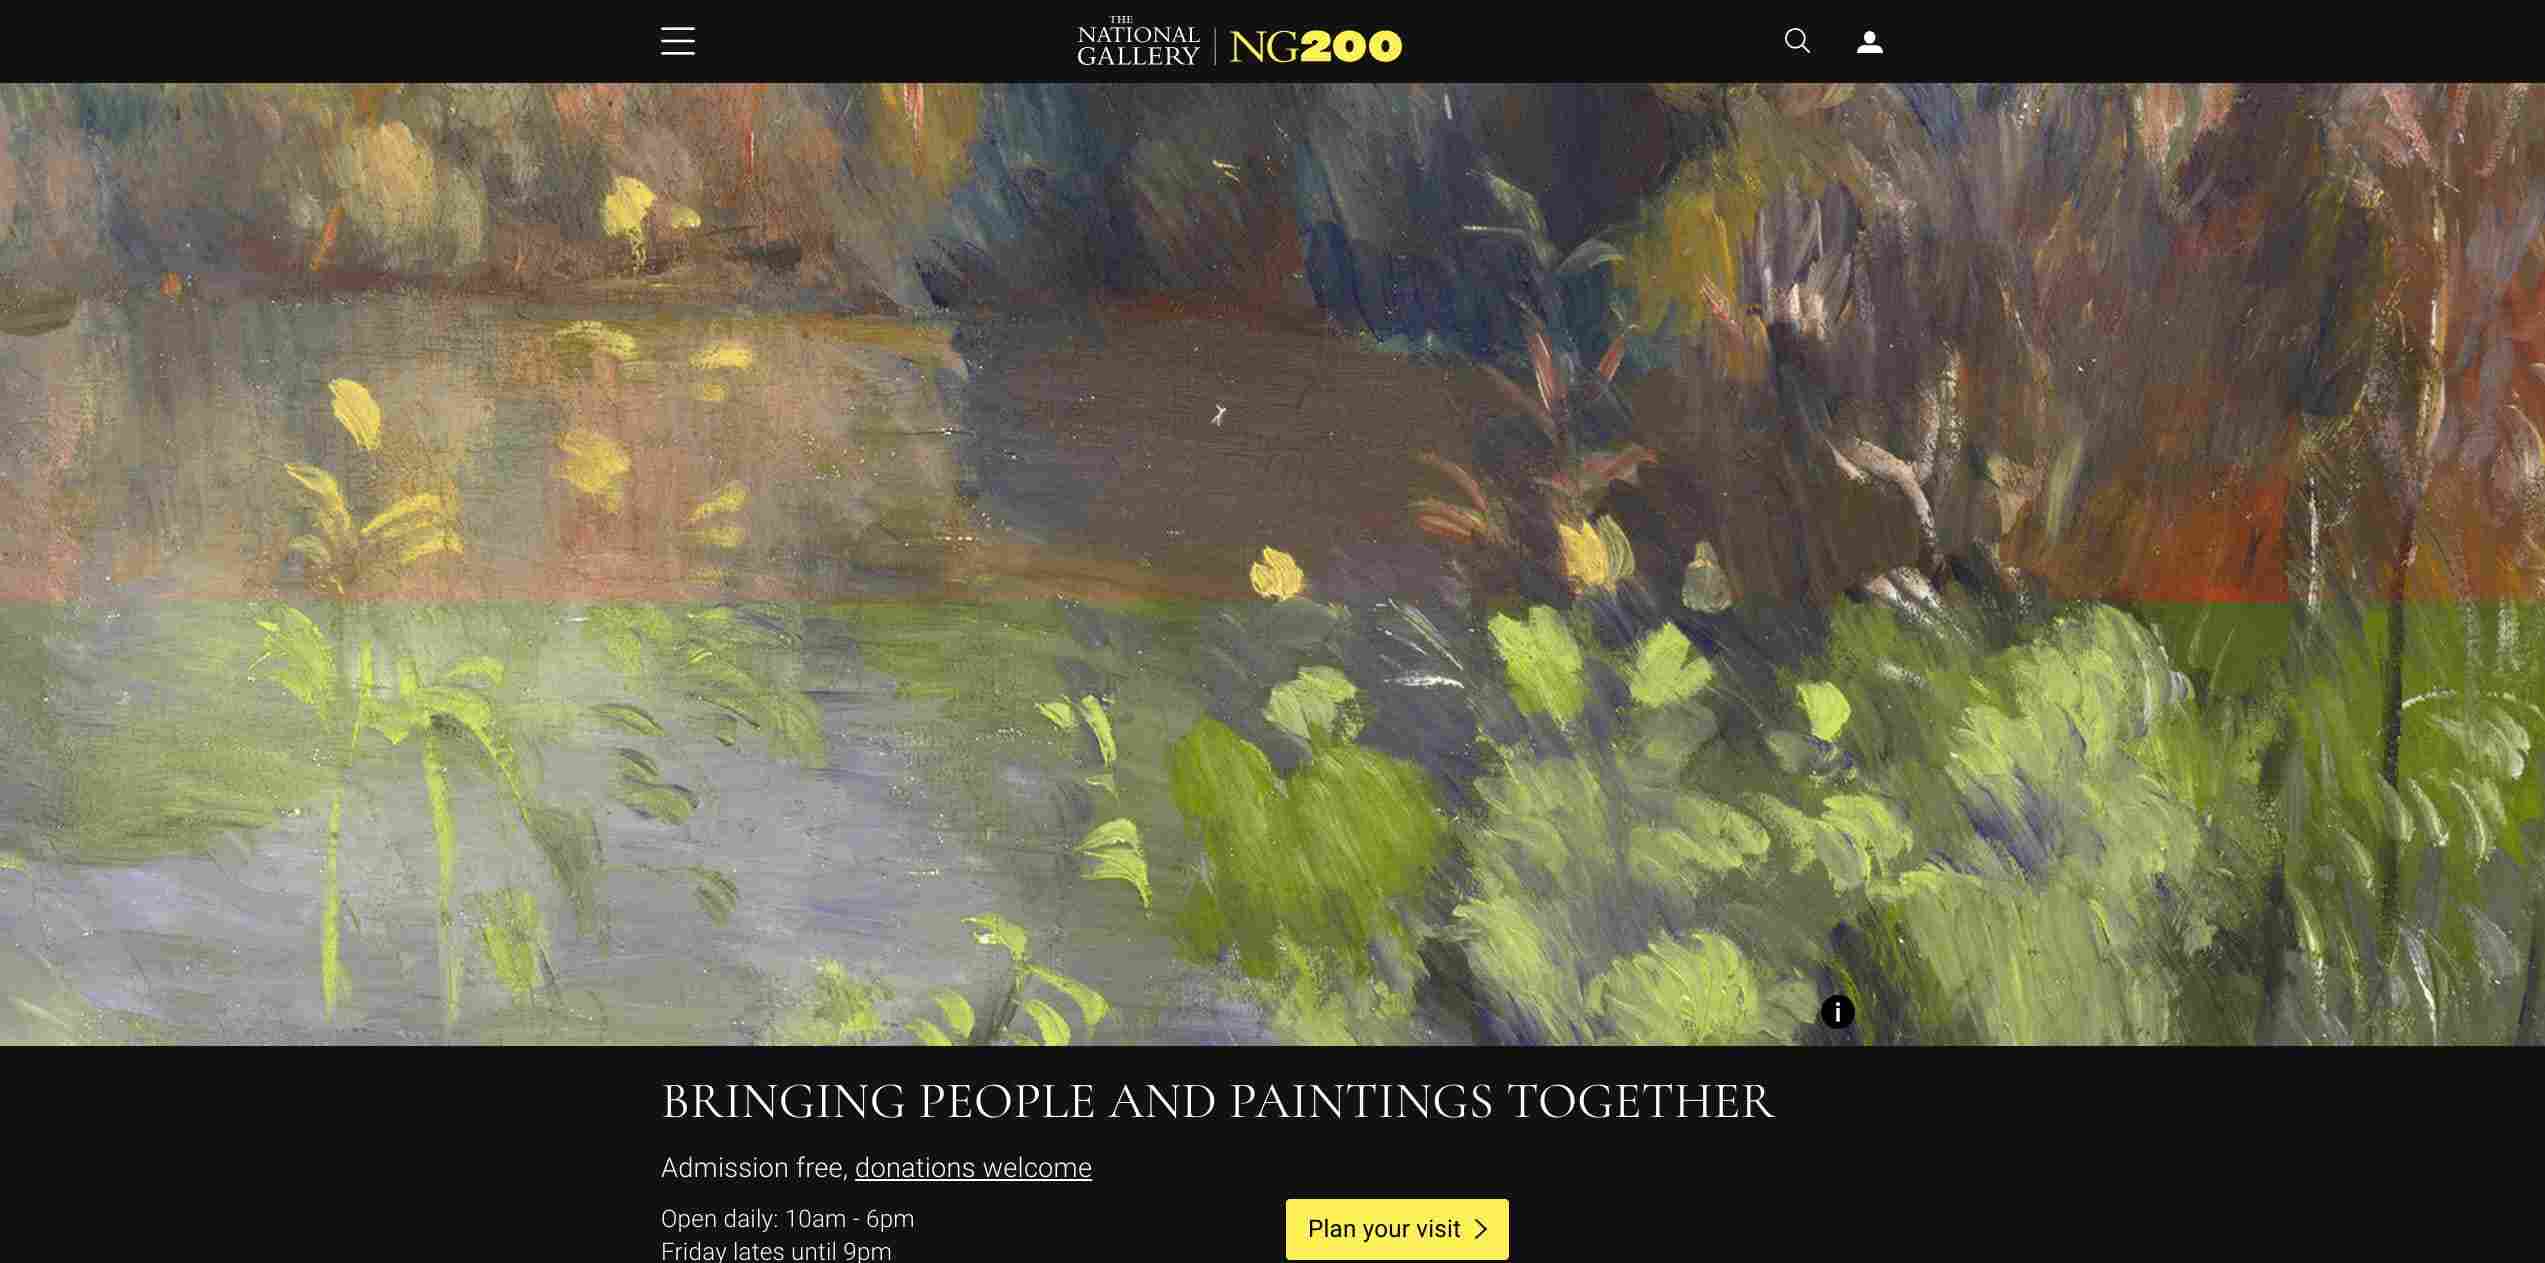 THE
NATIONAL
GALLERY
NG200
i
BRINGING PEOPLE AND PAINTINGS TOGETHER
Admission free, donations welcome
Open daily: 10am - 6pm
Friday lates until 9pm
Plan your visit